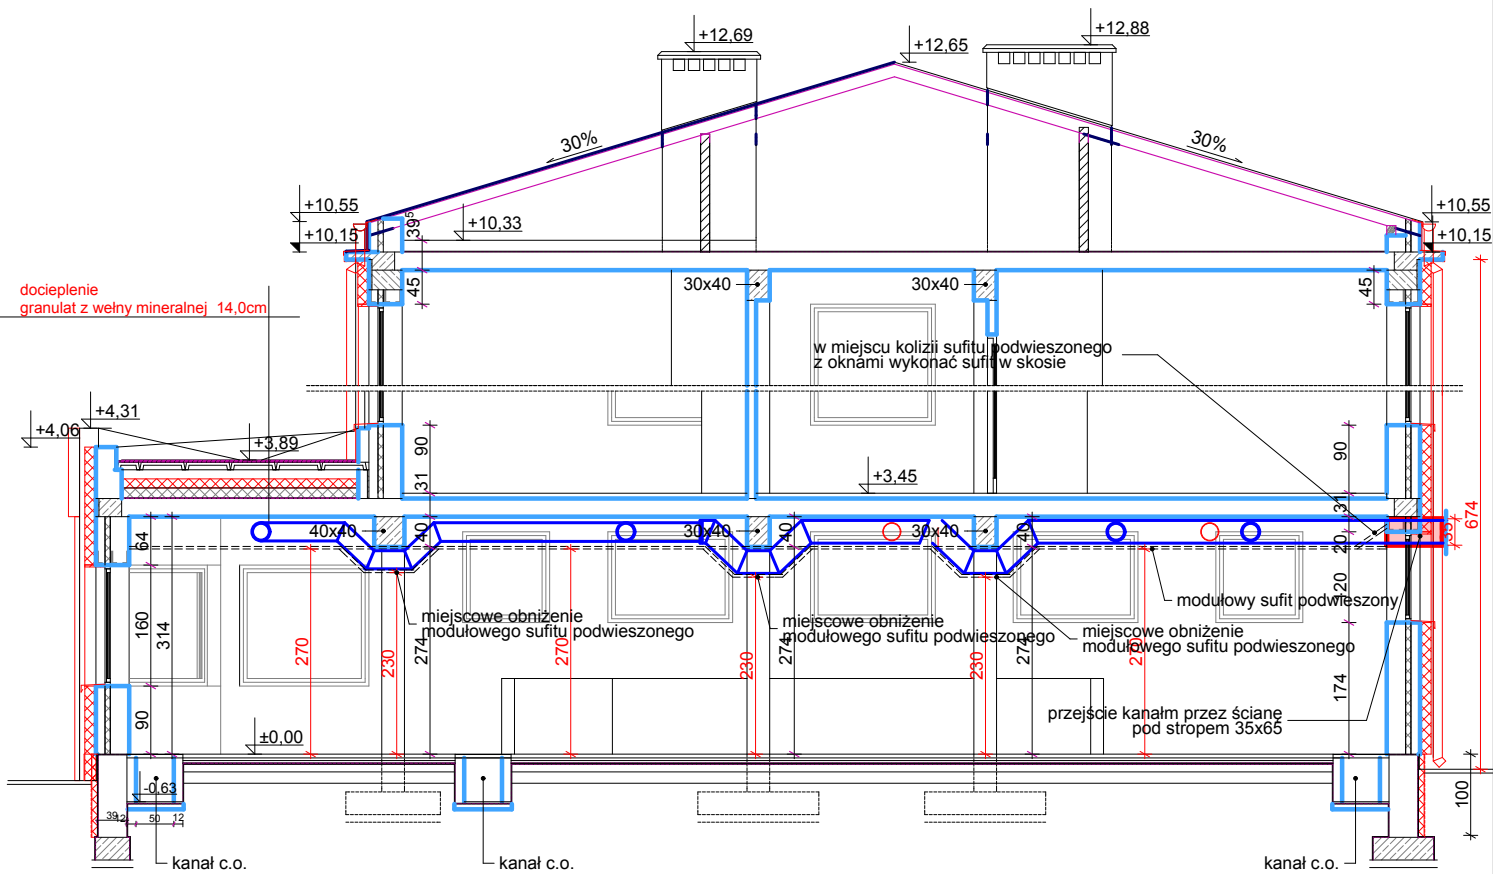 +12,69
+12,65
+12,88
30%
30%
+10,55
+10,15
39⁵
+10,33
+10,55
+10,15
docieplenie
granulat z wełny mineralnej 14,0cm
45
30x40
30x40
45
w miejscu kolizii sufitu podwieszonego
z oknami wykonać sufit w skosie
+4,31
+4,06
+3,89
90
31
+3,45
90
31
674
64
40x40
40
30x40
40
30x40
40
20
35
120
miejscowe obniżenie
modułowego sufitu podwieszonego
miejscowe obniżenie
modułowego sufitu podwieszonego
modułowy sufit podwieszony
miejscowe obniżenie
modułowego sufitu podwieszonego
160
314
270
230
274
270
230
274
230
274
270
174
90
przejście kanałm przez ścianę
pod stropem 35x65
±0,00
-0,63
39
12
50
12
100
kanał c.o.
kanał c.o.
kanał c.o.